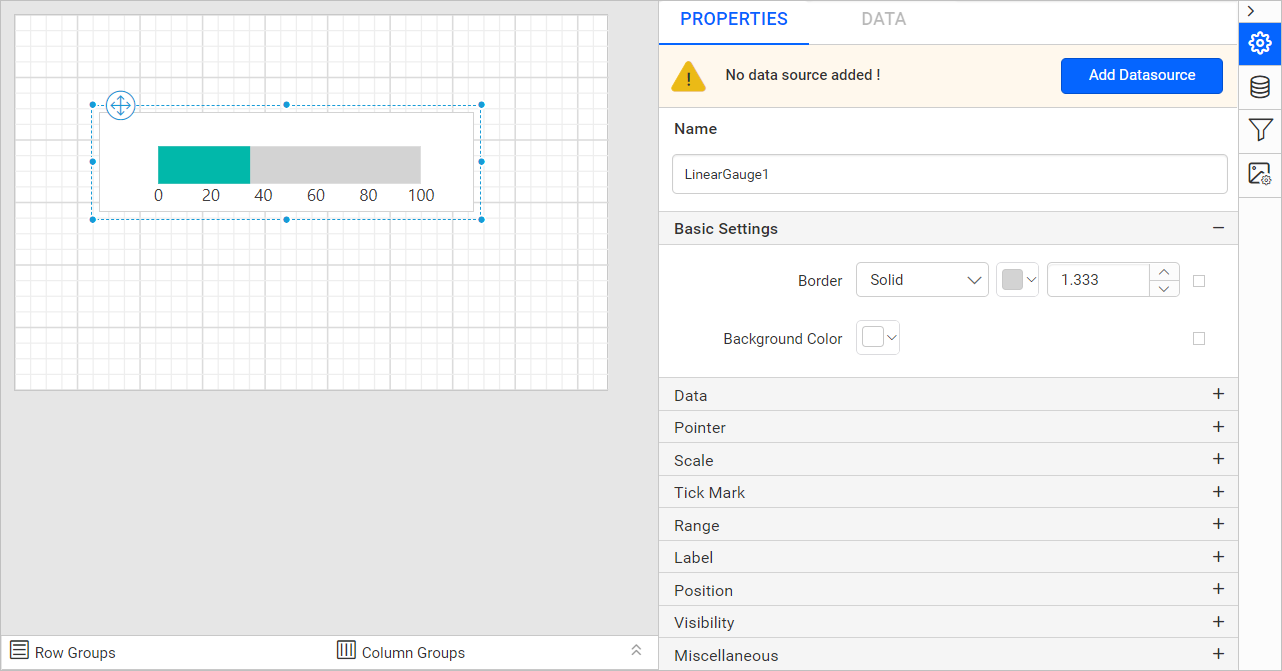 PROPERTIES DATA
No data source added ! Add Datasource
Name
LinearGauge1
Basic Settings
Border Solid 1.333
Background Color
Data
Pointer
Scale
Tick Mark
Range
Label
Position
Visibility
Miscellaneous
0 20 40 60 80 100
Row Groups Column Groups